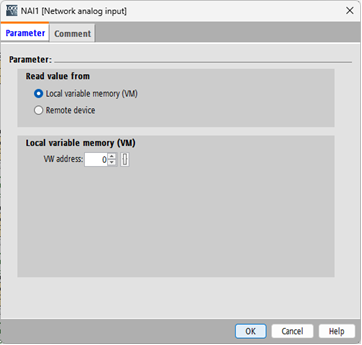 NAI1 [Network analog input]
Parameter
Comment
Parameter:
Read value from
Local variable memory (VM)
Remote device
Local variable memory (VM)
VW address: 0
OK
Cancel
Help